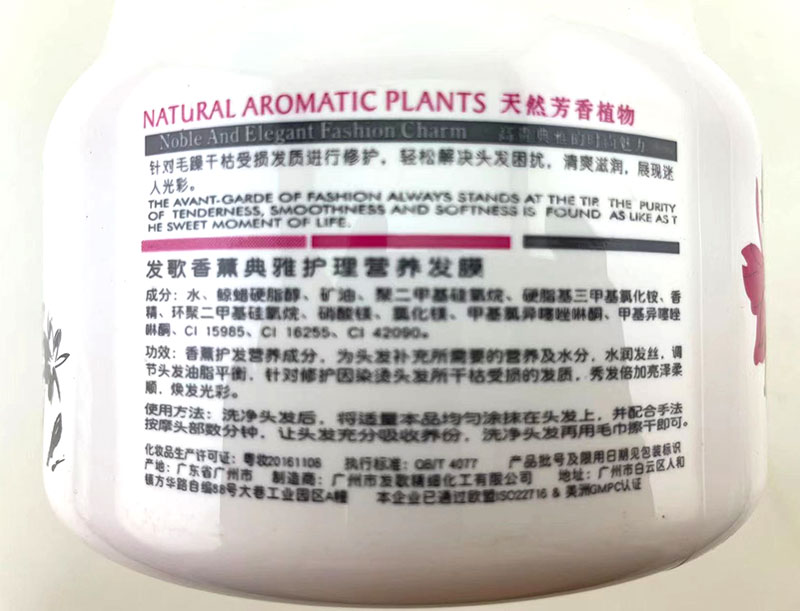 NATURAL AROMATIC PLANTS 天然芳香植物
Noble And Elegant Fashion Charm 高贵典雅的时尚魅力
针对毛躁干枯受损发质进行修护，轻松解决头发困扰，清爽滋润，展现迷
人光彩。
THE AVANT-GARDE OF FASHION ALWAYS STANDS AT THE TIP. THE PURITY
OF TENDERNESS, SMOOTHNESS AND SOFTNESS IS FOUND AS LIKE AS T
HE SWEET MOMENT OF LIFE.
发歌香薰典雅护理营养发膜
成分：水、鲸蜡硬脂醇、矿油、聚二甲基硅氧烷、硬脂基三甲基氯化铵、香
精、环聚二甲基硅氧烷、硝酸镁、氯化镁、甲基氯异噻唑啉酮、甲基异噻唑
啉酮、CI 15985、CI 16255、CI 42090。
功效：香薰护发营养成分，为头发补充所需要的营养及水分，水润发丝，调
节头发油脂平衡，针对修护因染烫头发所干枯受损的发质，秀发倍加亮泽柔
顺，焕发光彩。
使用方法：洗净头发后，将适量本品均匀涂抹在头发上，并配合手法
按摩头部数分钟，让头发充分吸收养份，洗净头发再用毛巾擦干即可。
化妆品生产许可证：粤妆20161106 执行标准：QB/T 4077 产品批号及限用日期见包装标识
产地：广东省广州市 制造商：广州市发歌精细化工有限公司 地址：广州市白云区人和
镇方华路自编88号大巷工业园区A幢 本企业已通过欧盟ISO22716 & 美洲GMPC认证